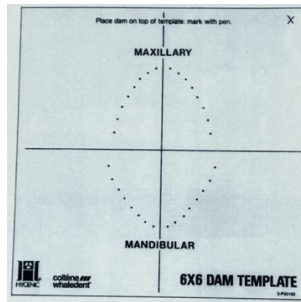 Place dam on top of template: mark with pen.
X
MAXILLARY
MANDIBULAR
HYGENIC
coltène
whaledent
6X6 DAM TEMPLATE